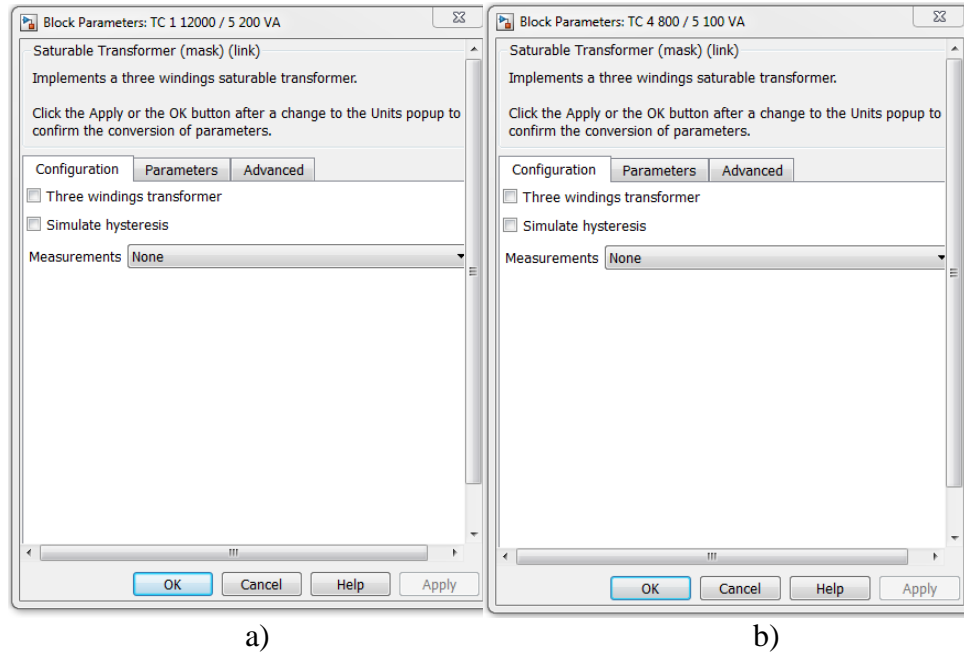 Block Parameters: TC 1 12000 / 5 200 VA
Saturable Transformer (mask) (link)
Implements a three windings saturable transformer.
Click the Apply or the OK button after a change to the Units popup to
confirm the conversion of parameters.
Configuration Parameters Advanced
Three windings transformer
Simulate hysteresis
Measurements None
OK Cancel Help Apply
a)
Block Parameters: TC 4 800 / 5 100 VA
Saturable Transformer (mask) (link)
Implements a three windings saturable transformer.
Click the Apply or the OK button after a change to the Units popup to
confirm the conversion of parameters.
Configuration Parameters Advanced
Three windings transformer
Simulate hysteresis
Measurements None
OK Cancel Help Apply
b)